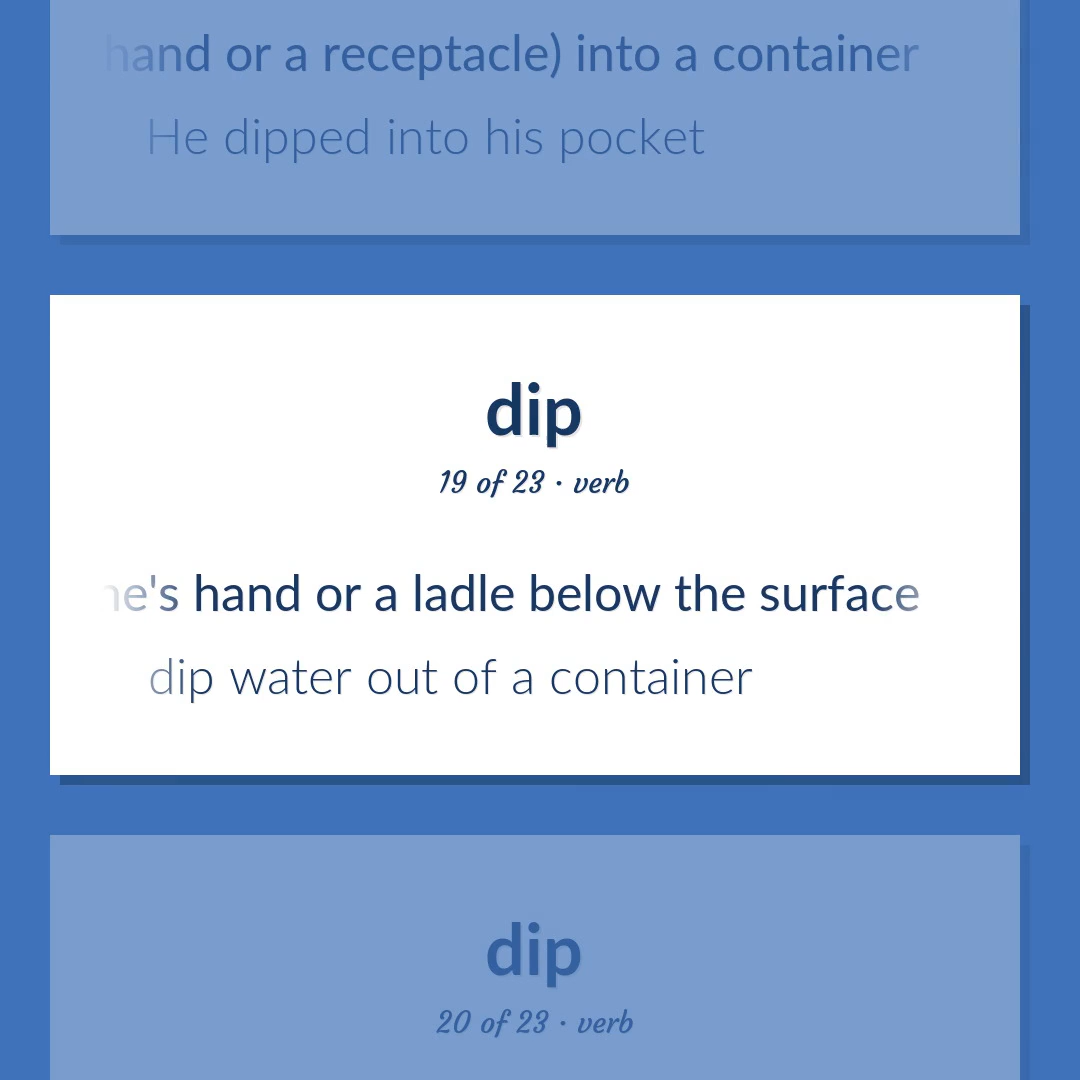 hand or a receptacle) into a container
He dipped into his pocket
dip
19 of 23 · verb
hand or a ladle below the surface
dip water out of a container
dip
20 of 23 · verb